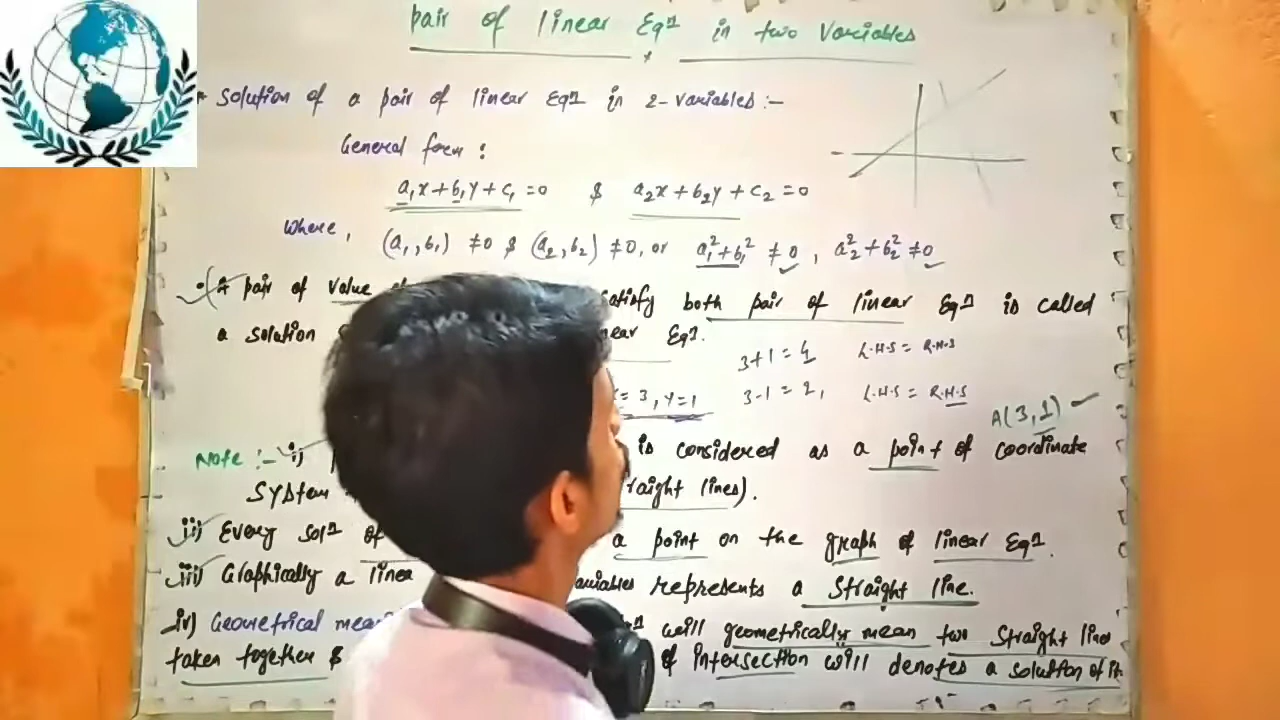 pair of linear Eqn in two variables
Solution of a pair of linear Eqn in 2-variables :-
General form :
a₁x+b₁y+c₁=0 $ a₂x+b₂y+c₂=0
where, (a₁,b₁) ≠0 $ (a₂,b₂) ≠0, or a₁²+b₁² ≠0, a₂²+b₂² ≠0
A pair of value satisfy both pair of linear Eqn is called
a solution near Eqn.
3+1=4 L.H.S = R.H.S
x=3, y=1 3-1=2, L.H.S = R.H.S
A(3,1)
Note :- i) is considered as a point of coordinate
System raight lines).
ii) Every soln of a point on the graph of linear Eqn.
iii) Graphically a linea variables represents a straight line.
iv) Geometrical mean will geometrically mean two straight line
taken together $ of intersection will denotes a solution of it.